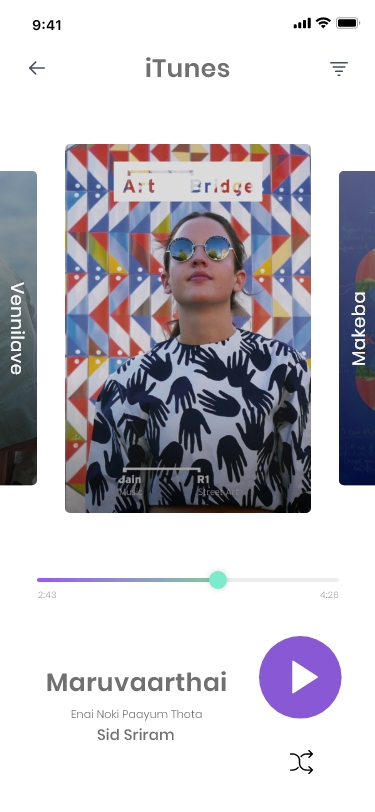 9:41
iTunes
Art Bridge
Vennilave
Makeba
Jain R1
Music Street Art
2:43 4:26
Maruvaarthai
Enai Noki Paayum Thota
Sid Sriram